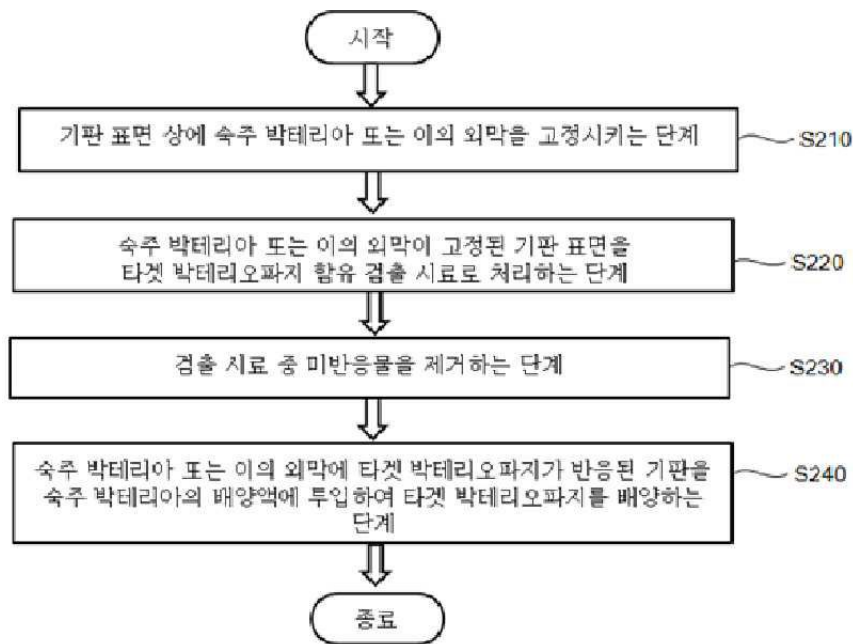 시작
기판 표면 상에 숙주 박테리아 또는 이의 외막을 고정시키는 단계
S210
숙주 박테리아 또는 이의 외막이 고정된 기판 표면을
타겟 박테리오파지 함유 검출 시료로 처리하는 단계
S220
검출 시료 중 미반응물을 제거하는 단계
S230
숙주 박테리아 또는 이의 외막에 타겟 박테리오파지가 반응된 기판을
숙주 박테리아의 배양액에 투입하여 타겟 박테리오파지를 배양하는
단계
S240
종료